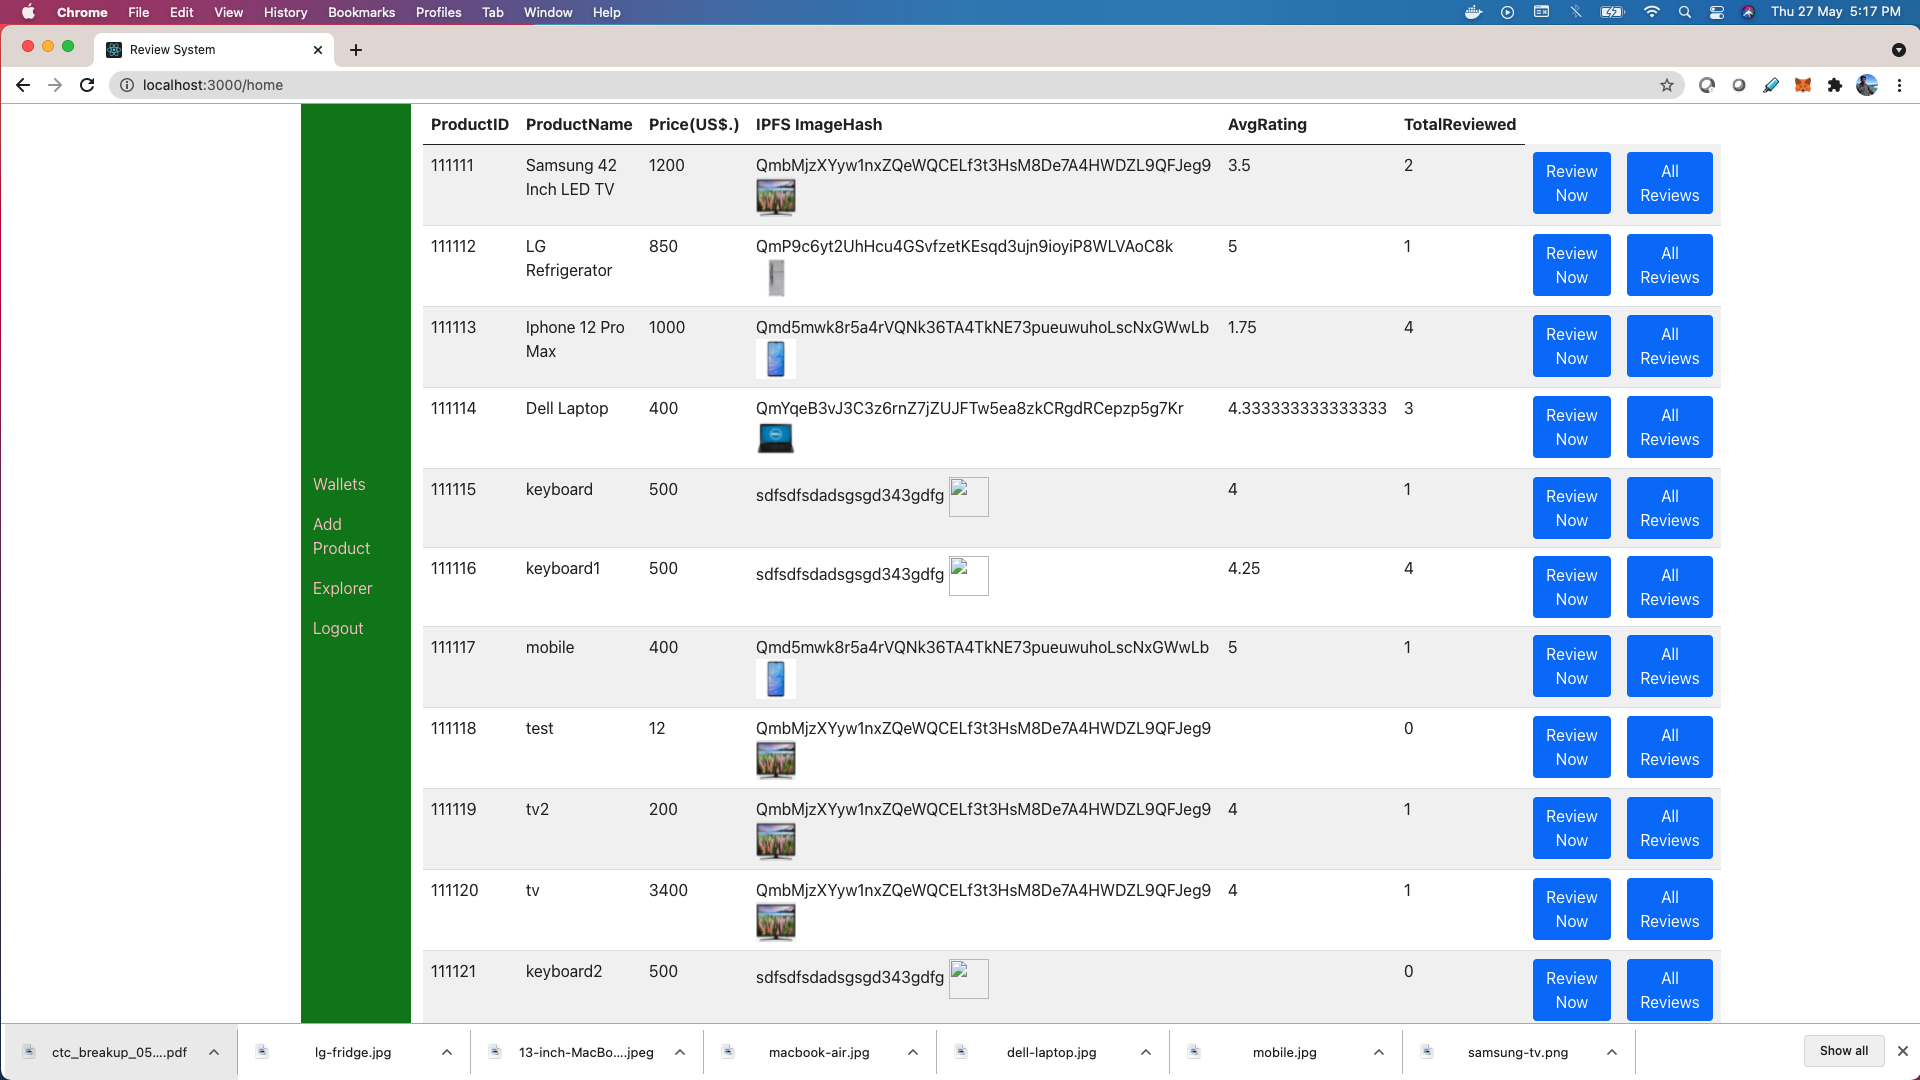 Chrome File Edit View History Bookmarks Profiles Tab Window Help Thu 27 May 5:17 PM
Review System
localhost:3000/home
ProductID ProductName Price(US$.) IPFS ImageHash AvgRating TotalReviewed
111111 Samsung 42 1200 QmbMjzXYyw1nxZQeWQCELf3t3HsM8De7A4HWDZL9QFJeg9 3.5 2 Review All
Inch LED TV Now Reviews
111112 LG 850 QmP9c6yt2UhHcu4GSvfzetKEsqd3ujn9ioyiP8WLVAoC8k 5 1 Review All
Refrigerator Now Reviews
111113 Iphone 12 Pro 1000 Qmd5mwk8r5a4rVQNk36TA4TkNE73pueuwuhoLscNxGWwLb 1.75 4 Review All
Max Now Reviews
111114 Dell Laptop 400 QmYqeB3vJ3C3z6rnZ7jZUJFTw5ea8zkCRgdRCepzp5g7Kr 4.333333333333333 3 Review All
Now Reviews
Wallets
Add
Product
Explorer
Logout
111115 keyboard 500 sdfsdfsdadsgsgd343gdfg 4 1 Review All
Now Reviews
111116 keyboard1 500 sdfsdfsdadsgsgd343gdfg 4.25 4 Review All
Now Reviews
111117 mobile 400 Qmd5mwk8r5a4rVQNk36TA4TkNE73pueuwuhoLscNxGWwLb 5 1 Review All
Now Reviews
111118 test 12 QmbMjzXYyw1nxZQeWQCELf3t3HsM8De7A4HWDZL9QFJeg9 0 Review All
Now Reviews
111119 tv2 200 QmbMjzXYyw1nxZQeWQCELf3t3HsM8De7A4HWDZL9QFJeg9 4 1 Review All
Now Reviews
111120 tv 3400 QmbMjzXYyw1nxZQeWQCELf3t3HsM8De7A4HWDZL9QFJeg9 4 1 Review All
Now Reviews
111121 keyboard2 500 sdfsdfsdadsgsgd343gdfg 0 Review All
Now Reviews
ctc_breakup_05....pdf lg-fridge.jpg 13-inch-MacBo....jpeg macbook-air.jpg dell-laptop.jpg mobile.jpg samsung-tv.png Show all